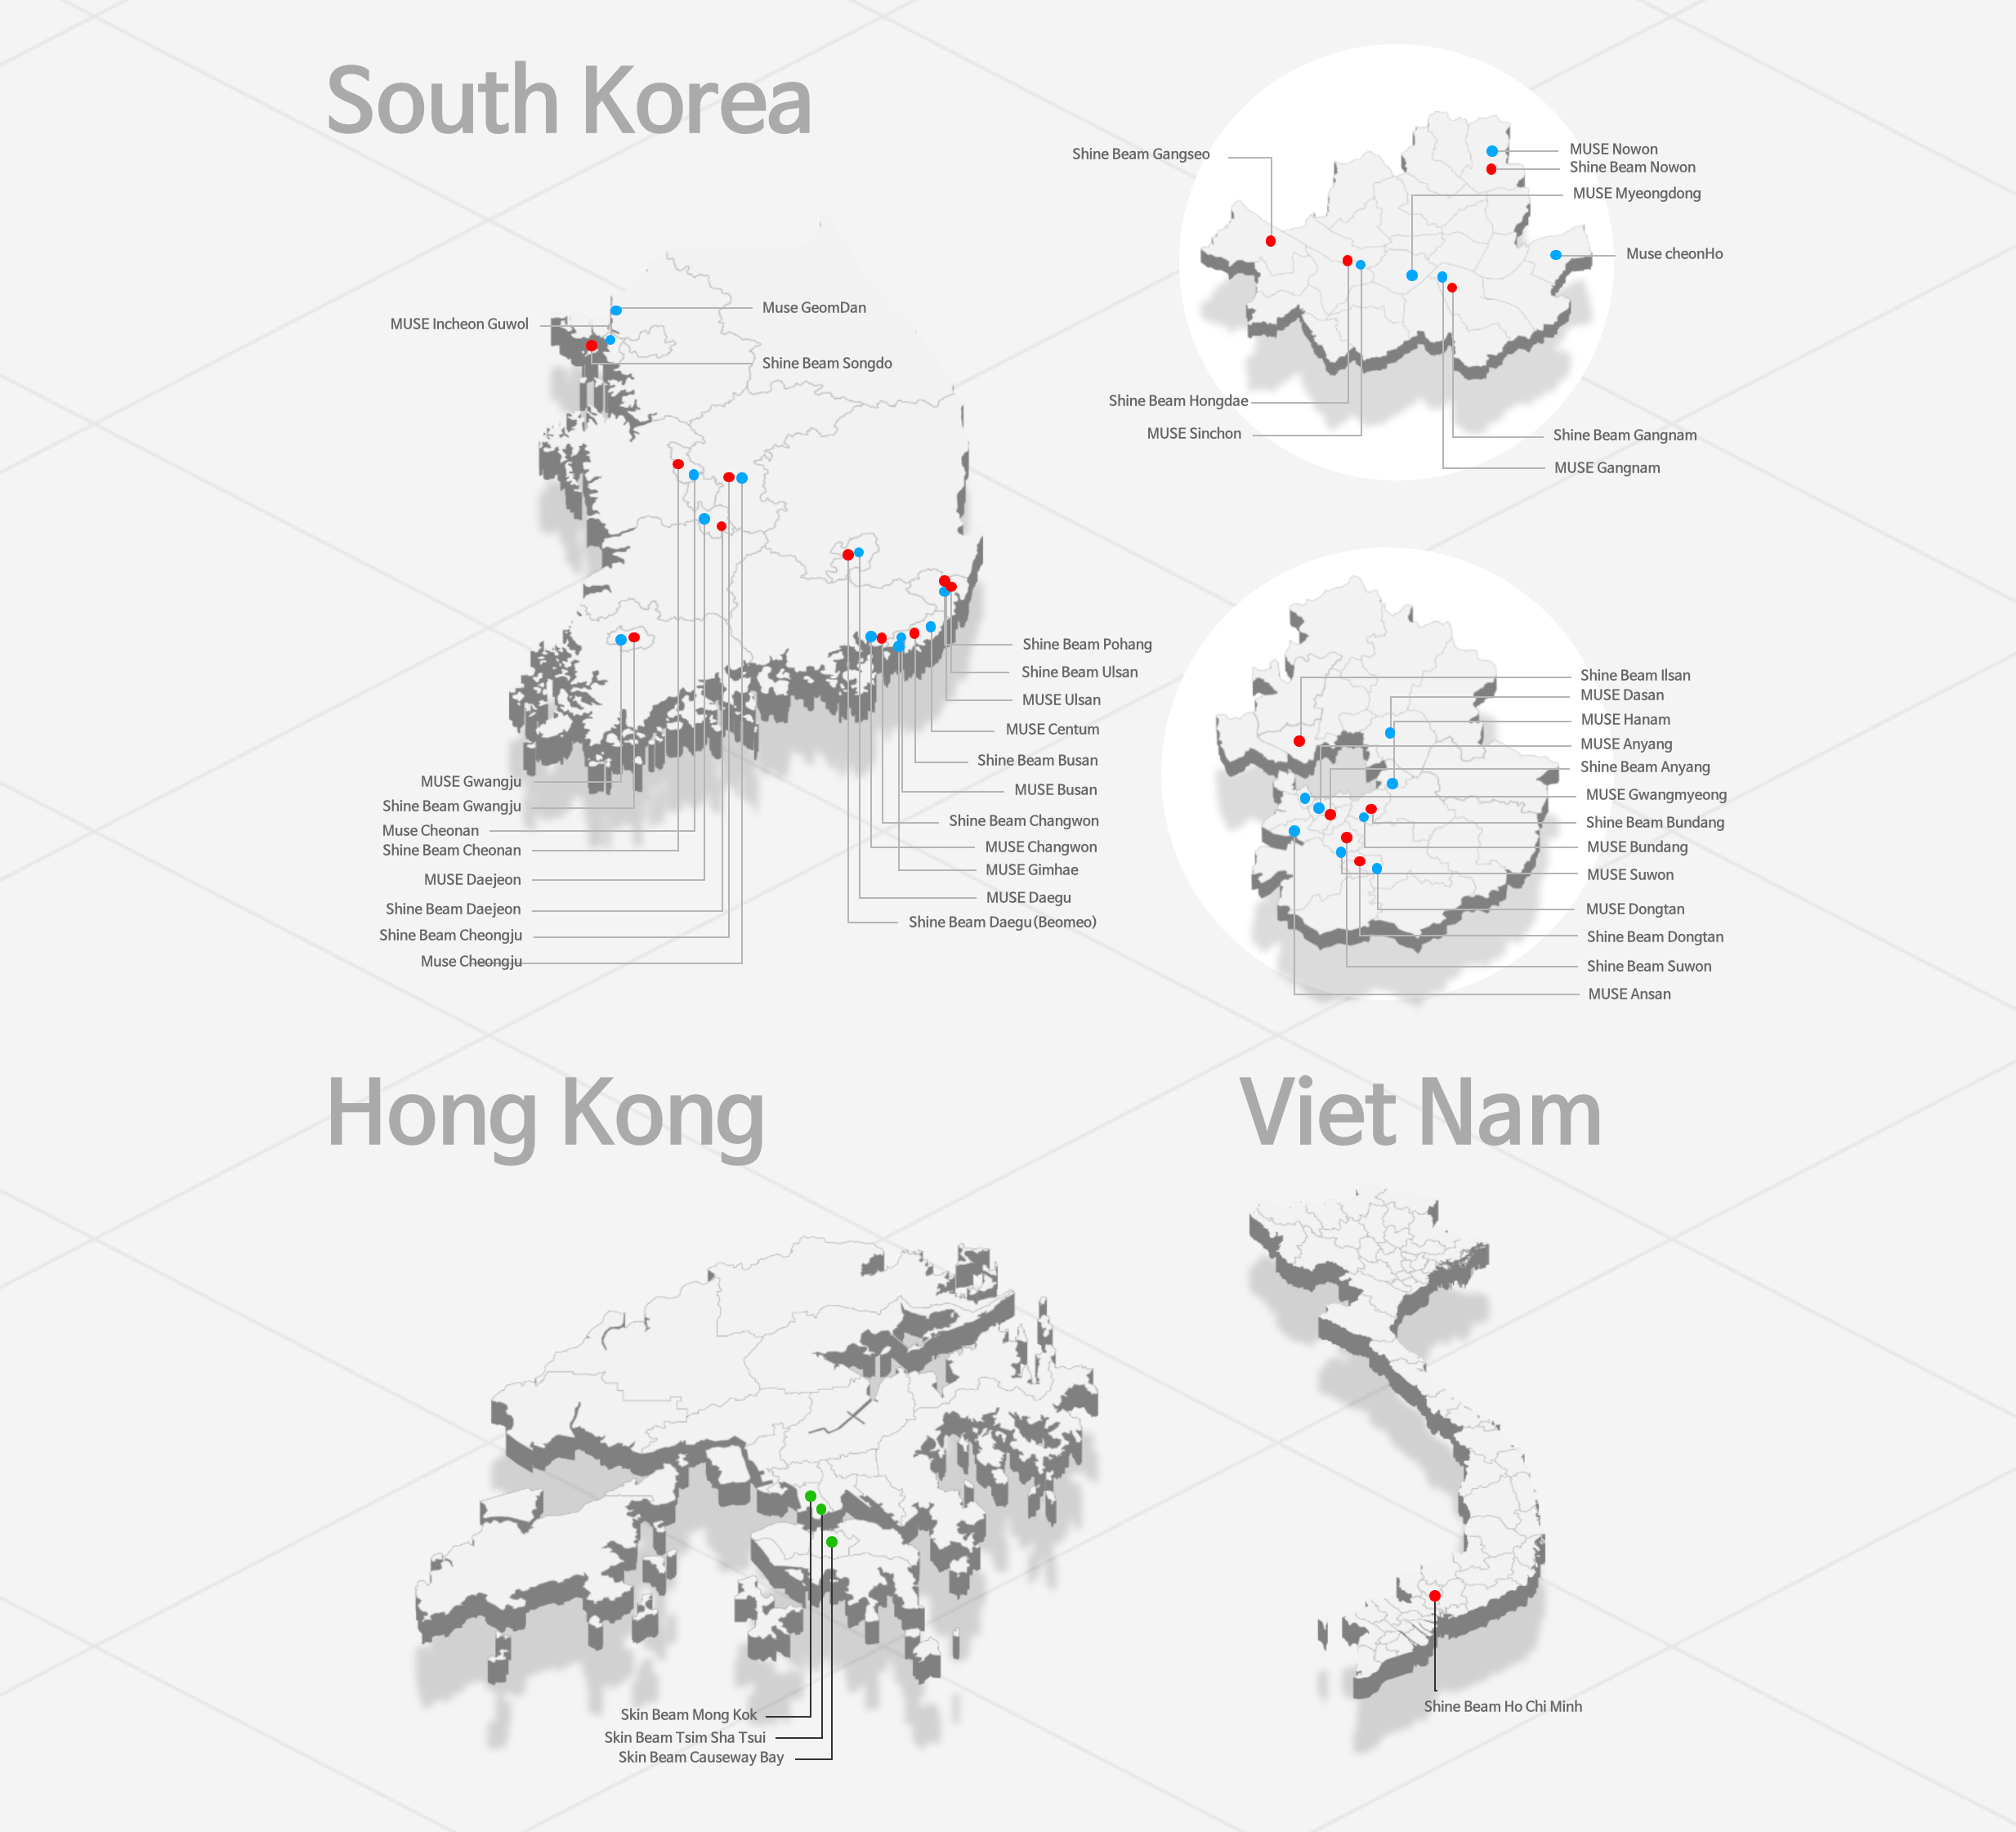 South Korea
Shine Beam Gangseo
MUSE Nowon
Shine Beam Nowon
MUSE Myeongdong
Muse cheonHo
Shine Beam Hongdae
MUSE Sinchon
Shine Beam Gangnam
MUSE Gangnam
MUSE Incheon Guwol
Muse GeomDan
Shine Beam Songdo
Shine Beam Pohang
Shine Beam Ulsan
MUSE Ulsan
MUSE Centum
Shine Beam Busan
MUSE Busan
Shine Beam Changwon
MUSE Changwon
MUSE Gimhae
MUSE Daegu
Shine Beam Daegu(Beomeo)
MUSE Gwangju
Shine Beam Gwangju
Muse Cheonan
Shine Beam Cheonan
MUSE Daejeon
Shine Beam Daejeon
Shine Beam Cheongju
Muse Cheongju
Shine Beam Ilsan
MUSE Dasan
MUSE Hanam
MUSE Anyang
Shine Beam Anyang
MUSE Gwangmyeong
Shine Beam Bundang
MUSE Bundang
MUSE Suwon
MUSE Dongtan
Shine Beam Dongtan
Shine Beam Suwon
MUSE Ansan
Hong Kong
Skin Beam Mong Kok
Skin Beam Tsim Sha Tsui
Skin Beam Causeway Bay
Viet Nam
Shine Beam Ho Chi Minh